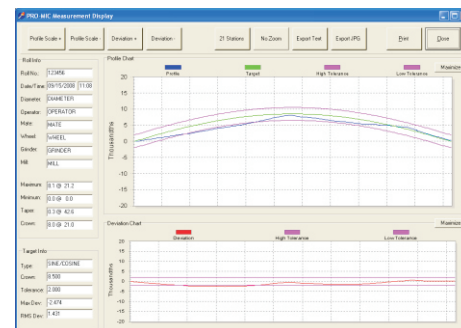 PRO-MIC Measurement Display
Profile Scale + Profile Scale - Deviation + Deviation - 21 Stations No Zoom Export Text Export JPG Print Close
Roll Info
Roll No.: 123456
Date/Time: 09/15/2006 11:08
Diameter: DIAMETER
Operator: OPERATOR
Mate: MATE
Wheel: WHEEL
Grinder: GRINDER
Mill: MILL
Maximum: 8.1 @ 21.2
Minimum: 0.0 @ 0.0
Taper: 0.3 @ 42.6
Crown: 8.0 @ 21.0
Target Info
Type: SINE/COSINE
Crown: 8.500
Tolerance: 2.000
Max Dev: -2.474
RMS Dev: 1.431
Profile Chart
Maximize
Profile Target High Tolerance Low Tolerance
Thousandths
20
15
10
5
0
-5
-10
-15
-20
Deviation Chart
Maximize
Deviation High Tolerance Low Tolerance
Thousandths
20
15
10
5
0
-5
-10
-15
-20